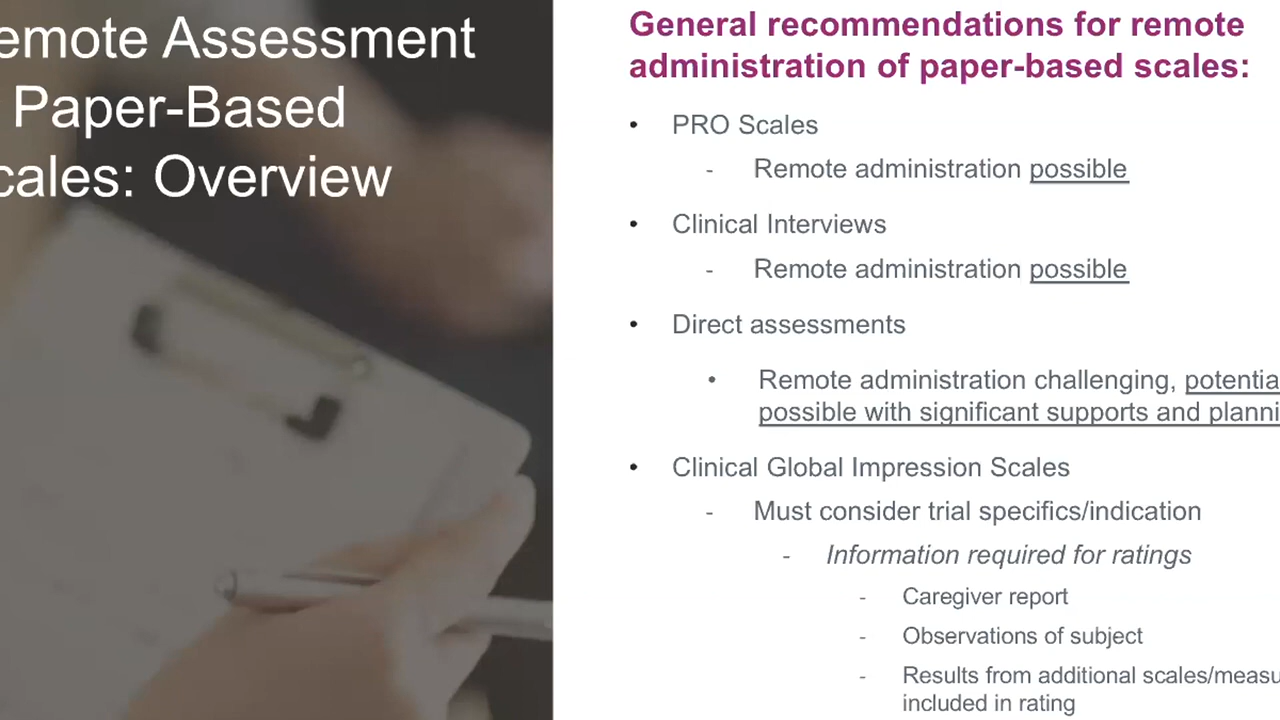 emote Assessment
Paper-Based
cales: Overview
General recommendations for remote
administration of paper-based scales:
• PRO Scales
- Remote administration possible
• Clinical Interviews
- Remote administration possible
• Direct assessments
• Remote administration challenging, potentia
possible with significant supports and planni
• Clinical Global Impression Scales
- Must consider trial specifics/indication
- Information required for ratings
- Caregiver report
- Observations of subject
- Results from additional scales/measu
included in rating